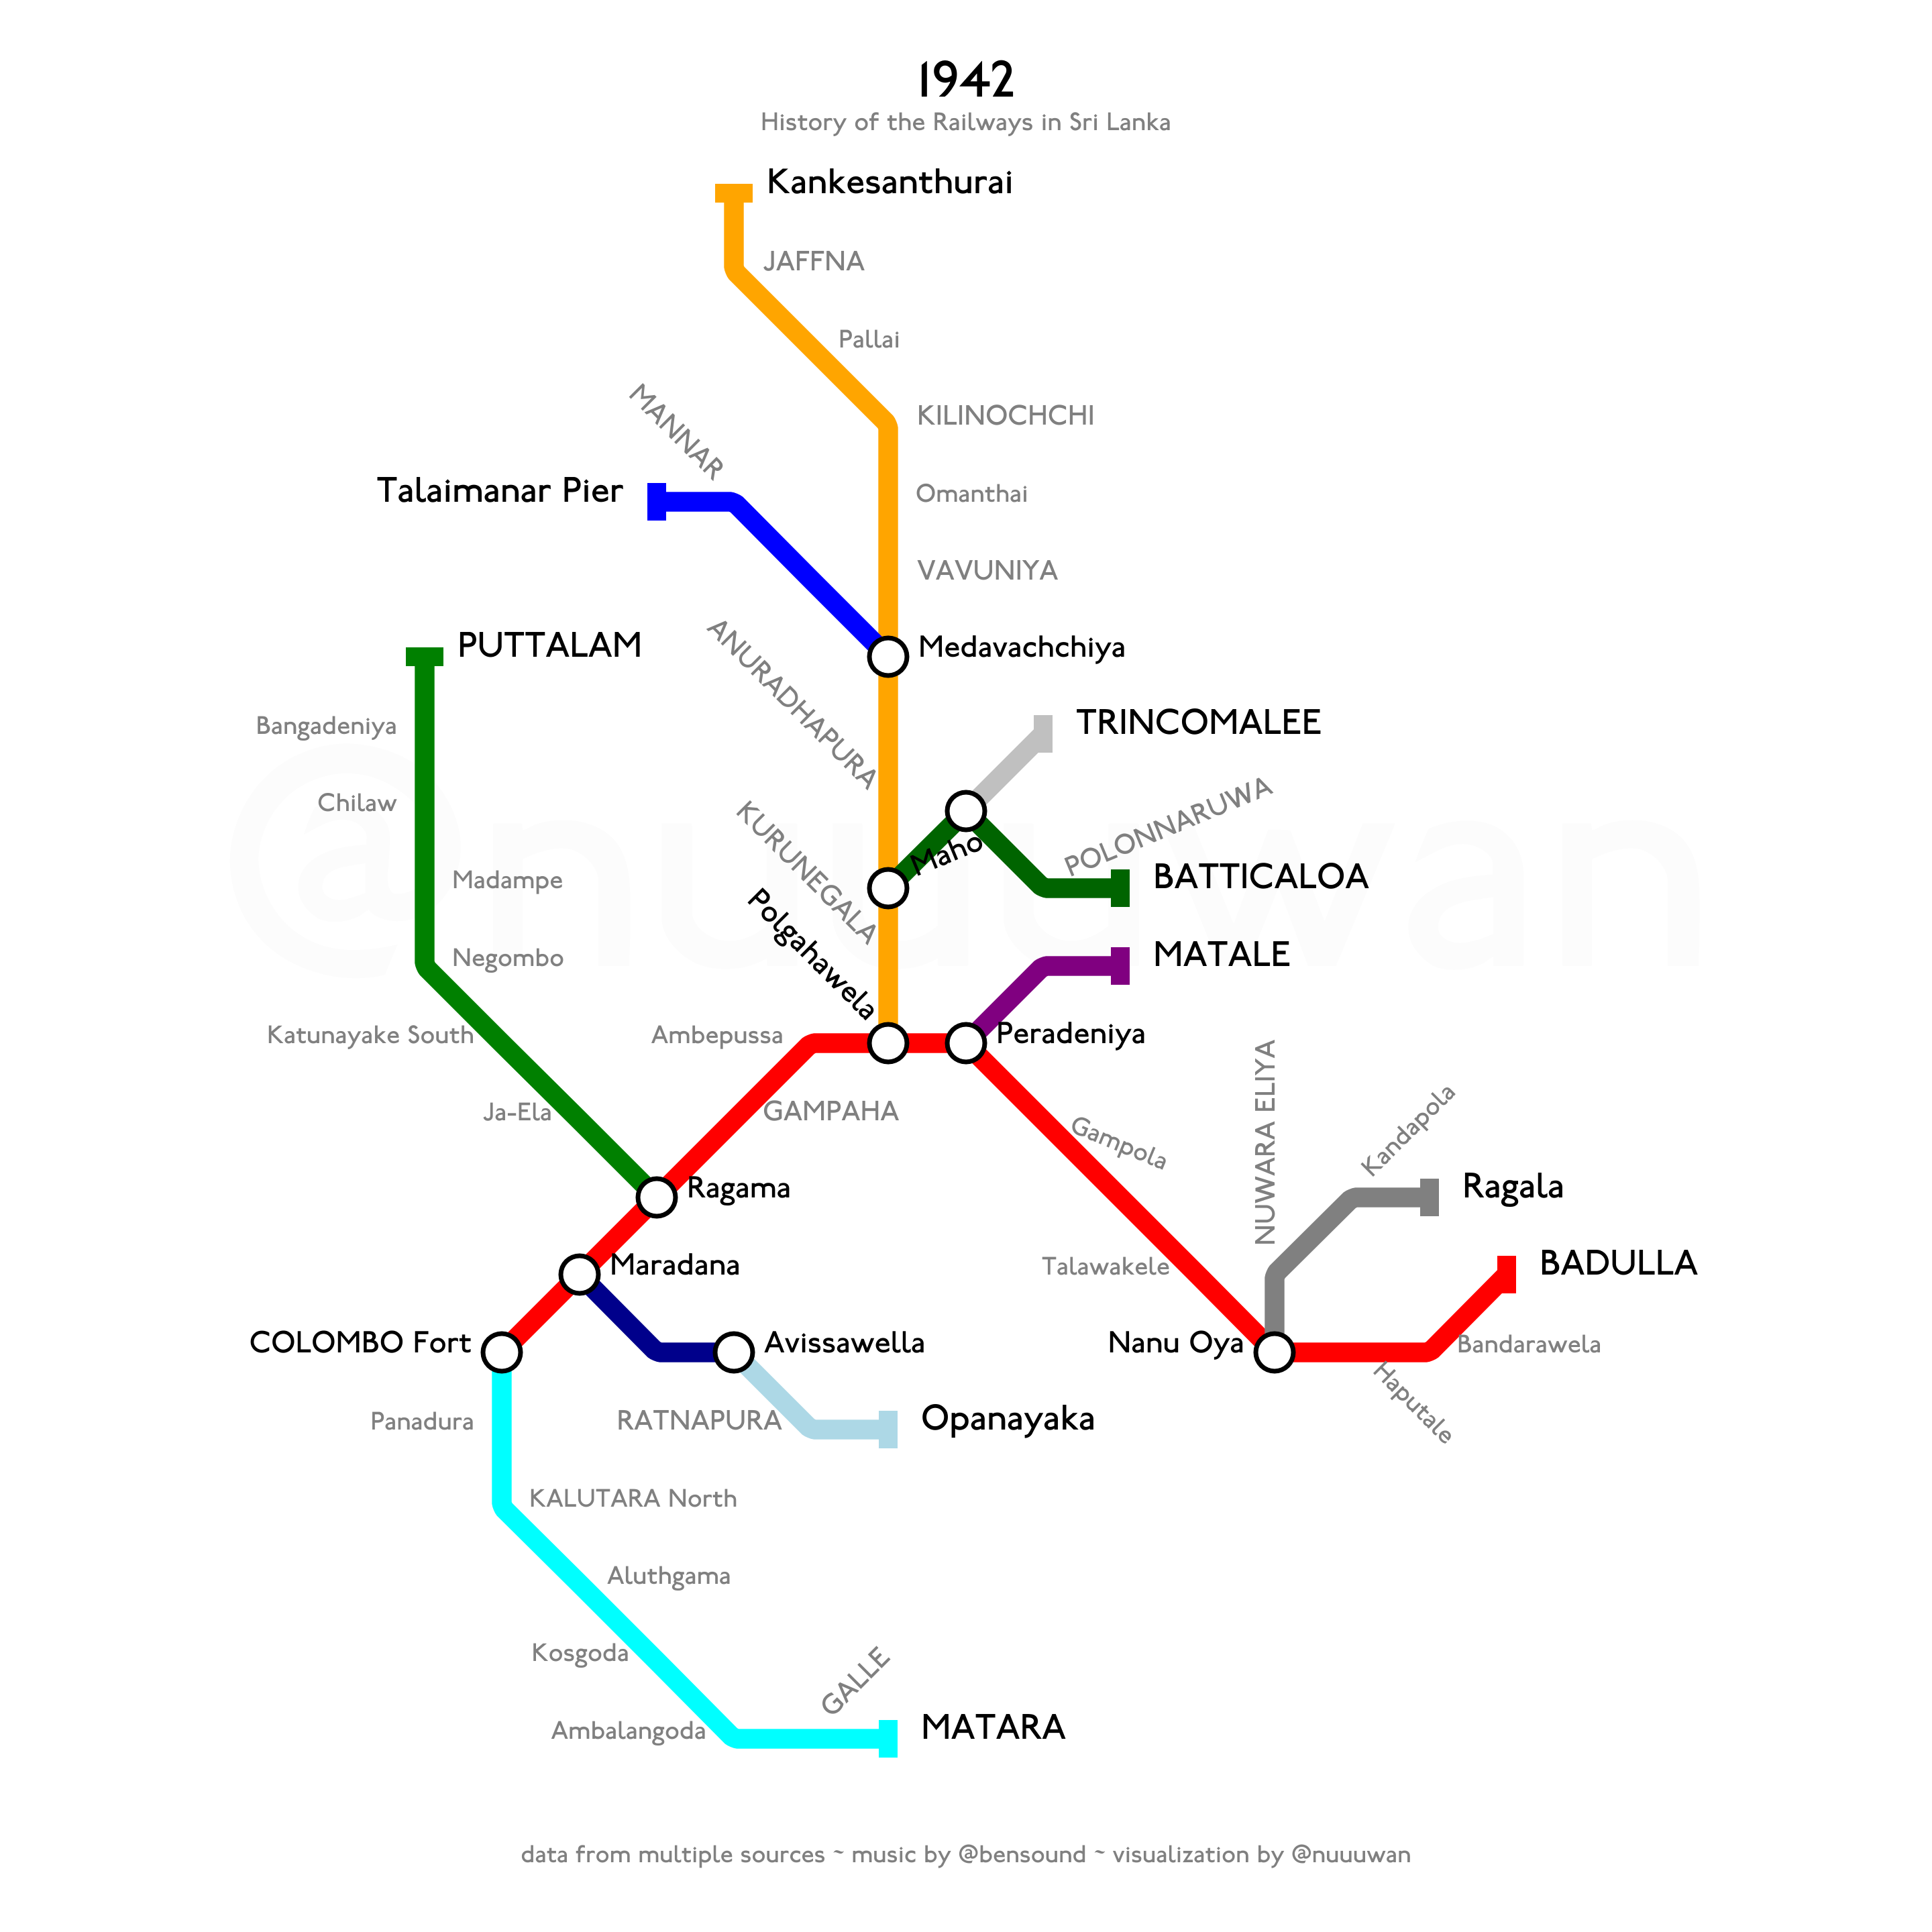 1942
History of the Railways in Sri Lanka
Kankesanthurai
JAFFNA
Pallai
MANNAR
KILINOCHCHI
Talaimanar Pier
Omanthai
VAVUNIYA
PUTTALAM
ANURADHAPURA
Medavachchiya
Bangadeniya
TRINCOMALEE
Chilaw
KURUNEGALA
Maho
POLONNARUWA
Madampe
BATTICALOA
@nuuuwan
Polgahawela
Negombo
MATALE
Katunayake South
Ambepussa
Peradeniya
NUWARA ELIYA
Ja-Ela
GAMPAHA
Gampola
Kandapola
Ragama
Ragala
Maradana
Talawakele
BADULLA
COLOMBO Fort
Avissawella
Nanu Oya
Bandarawela
Haputale
Panadura
RATNAPURA
Opanayaka
KALUTARA North
Aluthgama
Kosgoda
GALLE
Ambalangoda
MATARA
data from multiple sources ~ music by @bensound ~ visualization by @nuuuwan